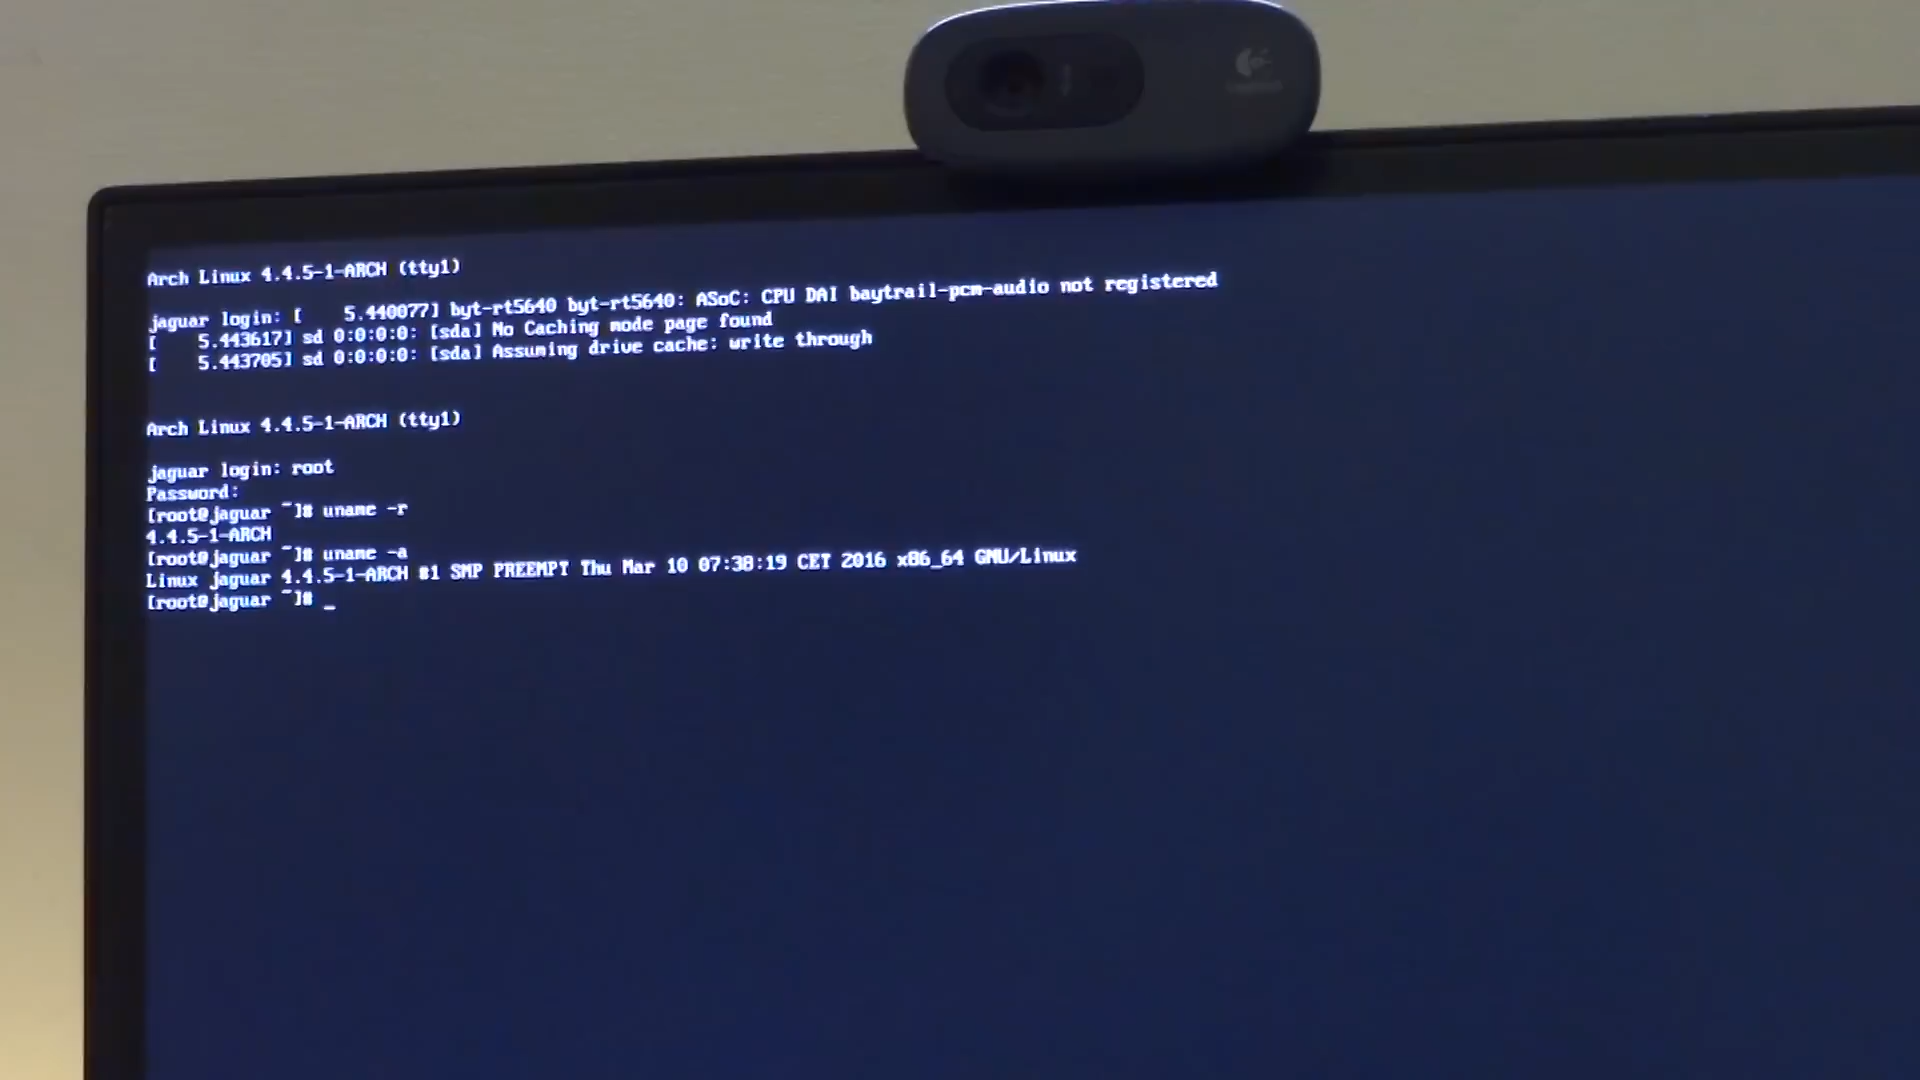 Arch Linux 4.4.5-1-ARCH (tty1)
jaguar login: [    5.440077] byt-rt5640 byt-rt5640: ASoC: CPU DAI baytrail-pcm-audio not registered
[    5.443617] sd 0:0:0:0: [sda] No Caching mode page found
[    5.443705] sd 0:0:0:0: [sda] Assuming drive cache: write through
Arch Linux 4.4.5-1-ARCH (tty1)
jaguar login: root
Password:
[root@jaguar ~]# uname -r
4.4.5-1-ARCH
[root@jaguar ~]# uname -a
Linux jaguar 4.4.5-1-ARCH #1 SMP PREEMPT Thu Mar 10 07:38:19 CET 2016 x86_64 GNU/Linux
[root@jaguar ~]# _